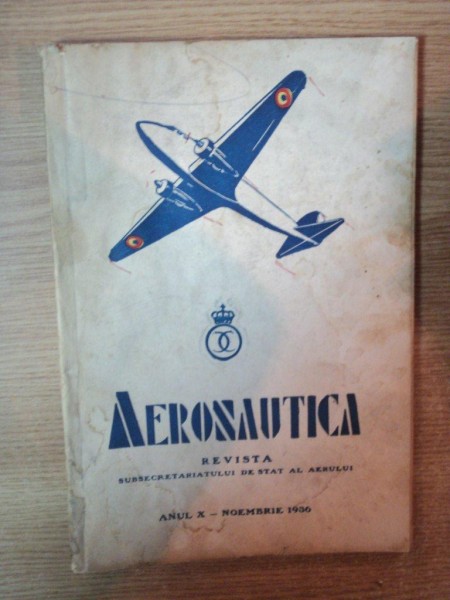 AERONAUTICA
REVISTA
SUBSECRETARIATULUI DE STAT AL AERULUI
ANUL X – NOEMBRIE 1936